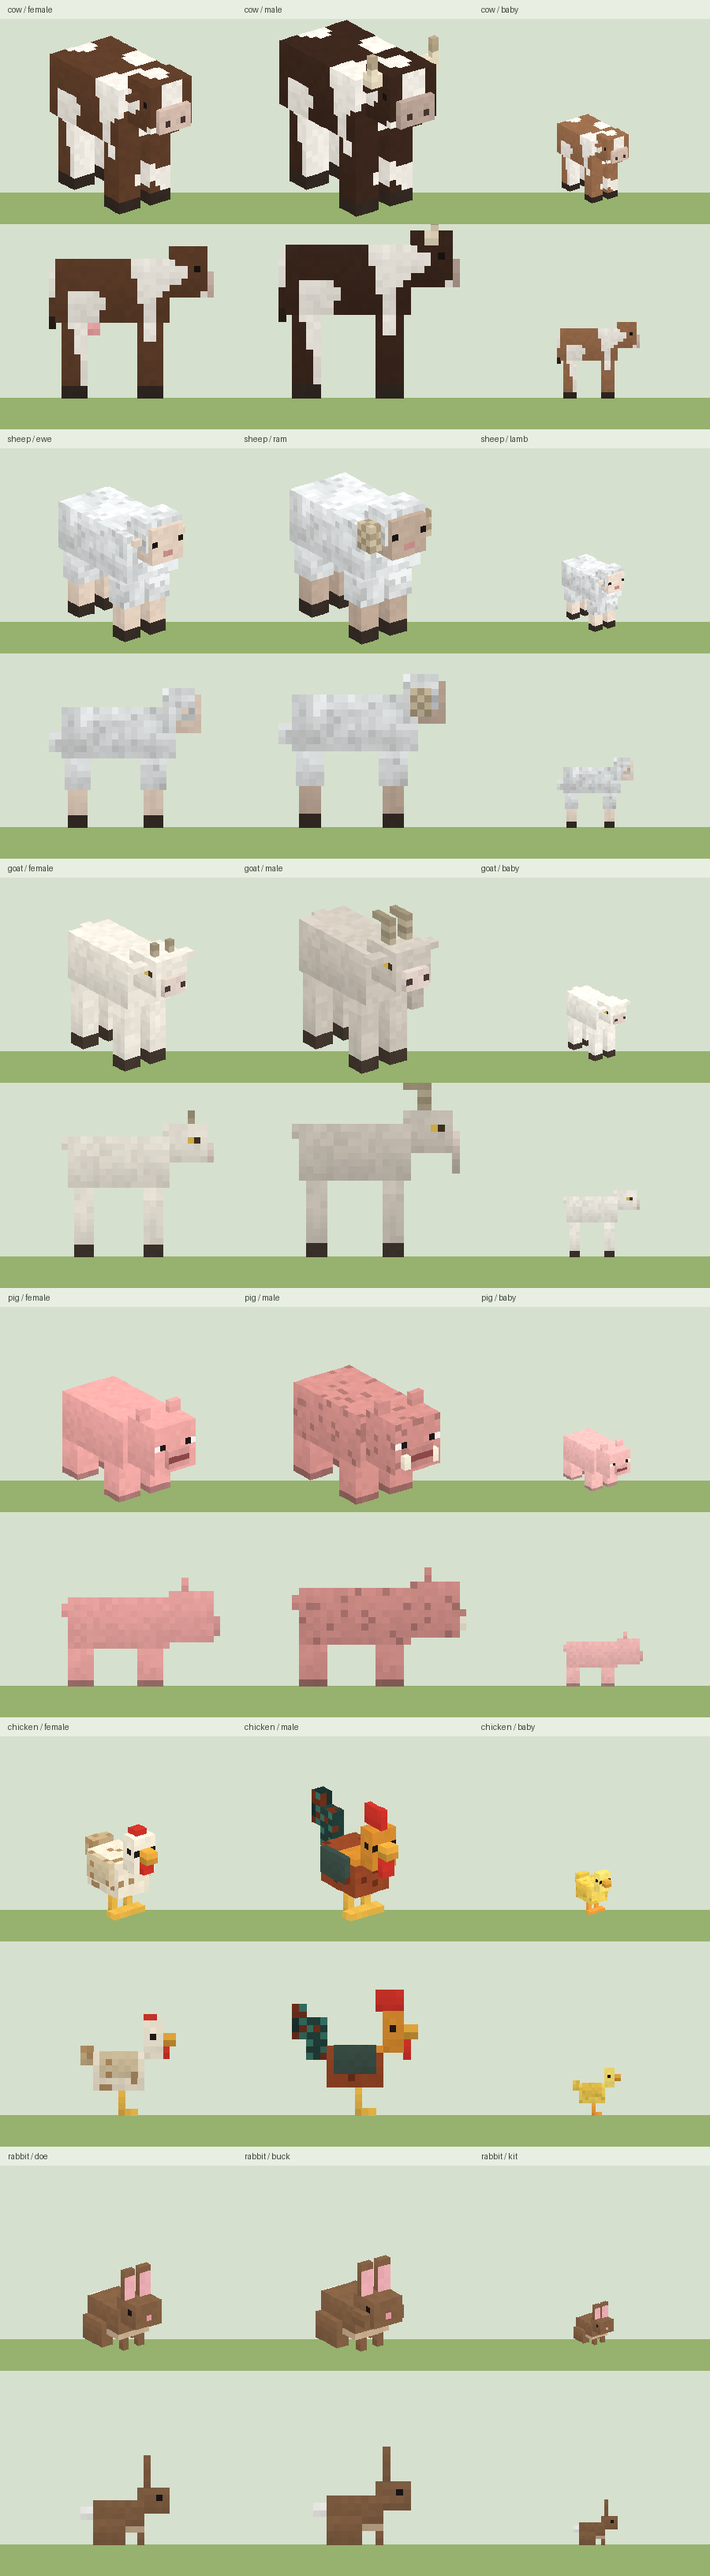 cow / female
cow / male
cow / baby
sheep / ewe
sheep / ram
sheep / lamb
goat / female
goat / male
goat / baby
pig / female
pig / male
pig / baby
chicken / female
chicken / male
chicken / baby
rabbit / doe
rabbit / buck
rabbit / kit